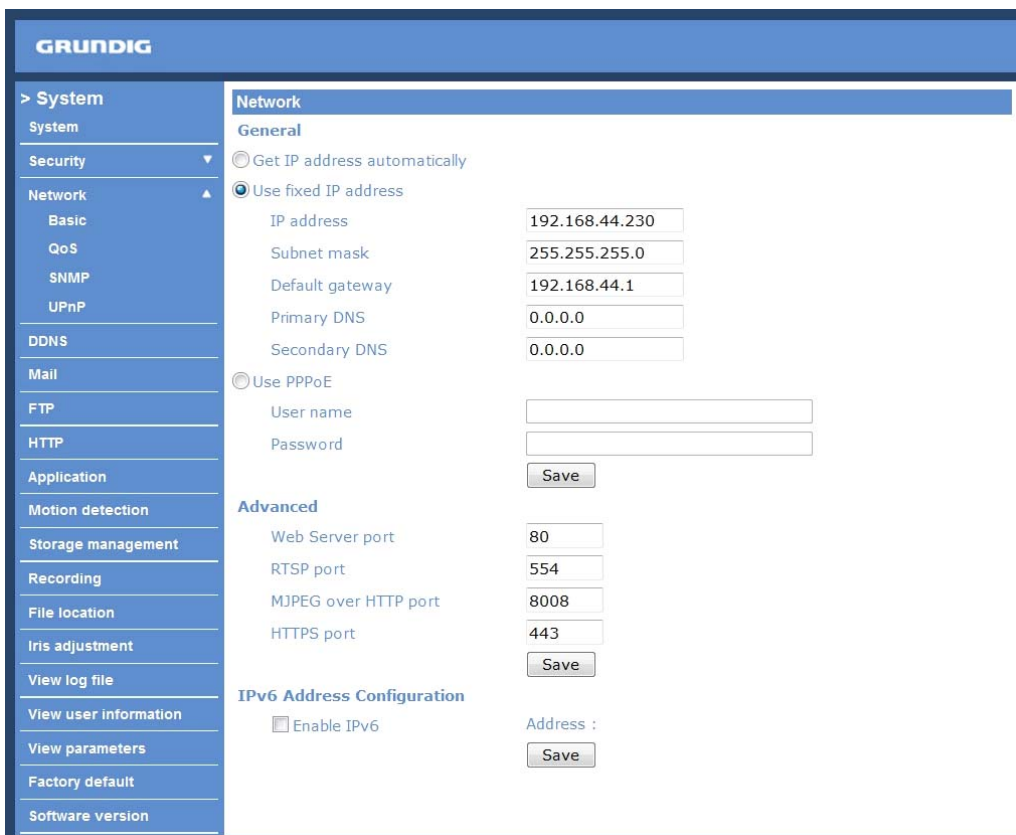 GRUNDIG
> System
System
Security
Network
Basic
QoS
SNMP
UPnP
DDNS
Mail
FTP
HTTP
Application
Motion detection
Storage management
Recording
File location
Iris adjustment
View log file
View user information
View parameters
Factory default
Software version
Network
General
Get IP address automatically
Use fixed IP address
IP address 192.168.44.230
Subnet mask 255.255.255.0
Default gateway 192.168.44.1
Primary DNS 0.0.0.0
Secondary DNS 0.0.0.0
Use PPPoE
User name
Password
Save
Advanced
Web Server port 80
RTSP port 554
MJPEG over HTTP port 8008
HTTPS port 443
Save
IPv6 Address Configuration
Enable IPv6 Address :
Save